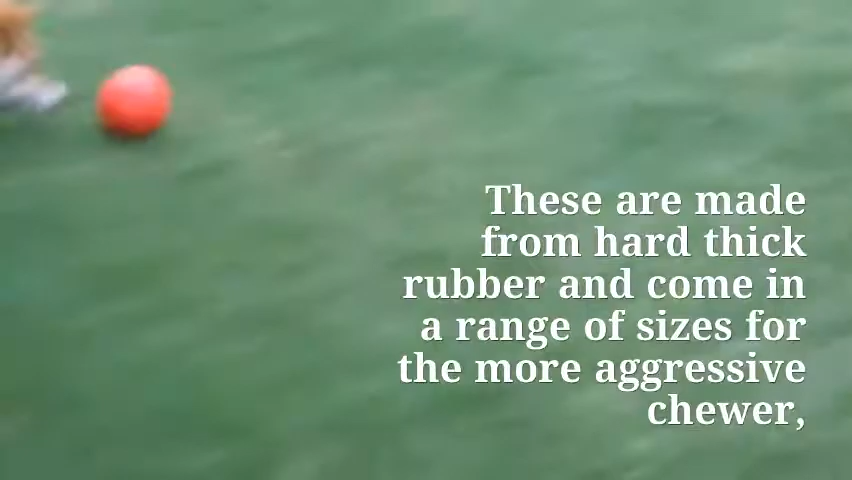 These are made
from hard thick
rubber and come in
a range of sizes for
the more aggressive
chewer,